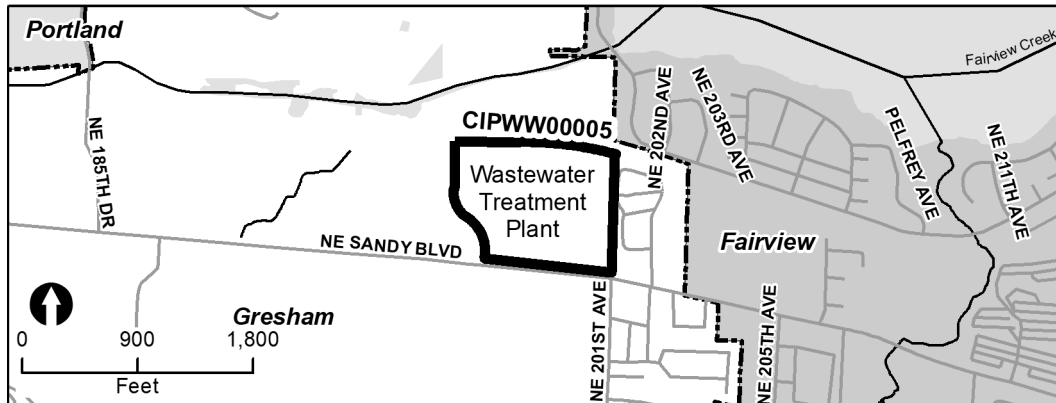 Portland
Fairview Creek
CIPWW00005
NE 202ND AVE
NE 203RD AVE
PELFREY AVE
NE 211TH AVE
NE 185TH DR
Wastewater
Treatment
Plant
NE SANDY BLVD
Fairview
Gresham
NE 201ST AVE
NE 205TH AVE
0 900 1,800
Feet